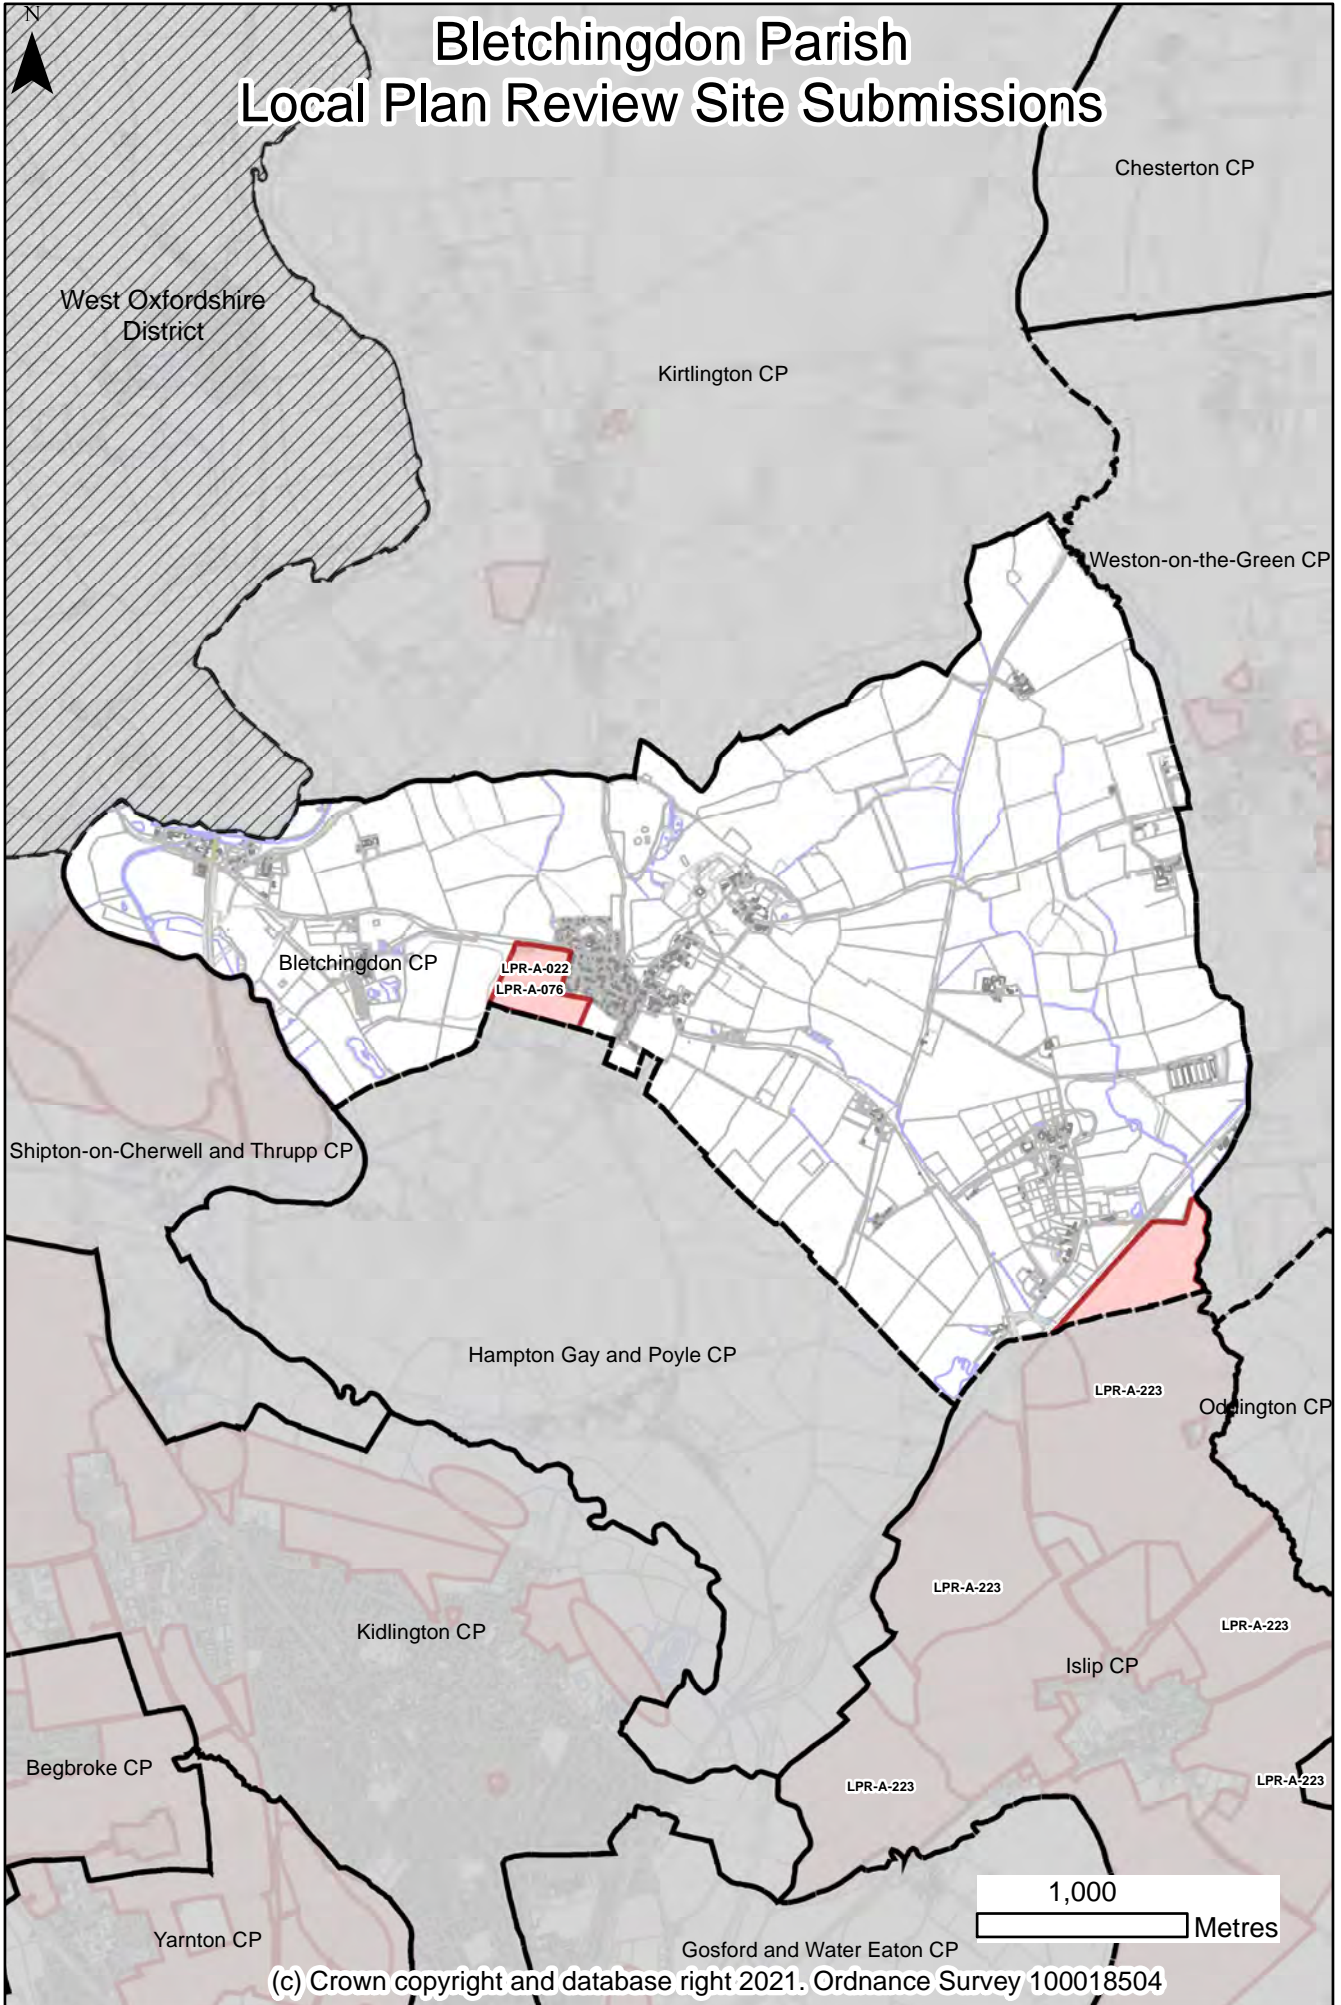 N
Bletchingdon Parish
Local Plan Review Site Submissions
Chesterton CP
West Oxfordshire
District
Kirtlington CP
Weston-on-the-Green CP
Bletchingdon CP
LPR-A-022
LPR-A-076
Shipton-on-Cherwell and Thrupp CP
Hampton Gay and Poyle CP
LPR-A-223
Oddington CP
LPR-A-223
LPR-A-223
Kidlington CP
Islip CP
Begbroke CP
LPR-A-223
LPR-A-223
1,000
Metres
Yarnton CP
Gosford and Water Eaton CP
(c) Crown copyright and database right 2021. Ordnance Survey 100018504